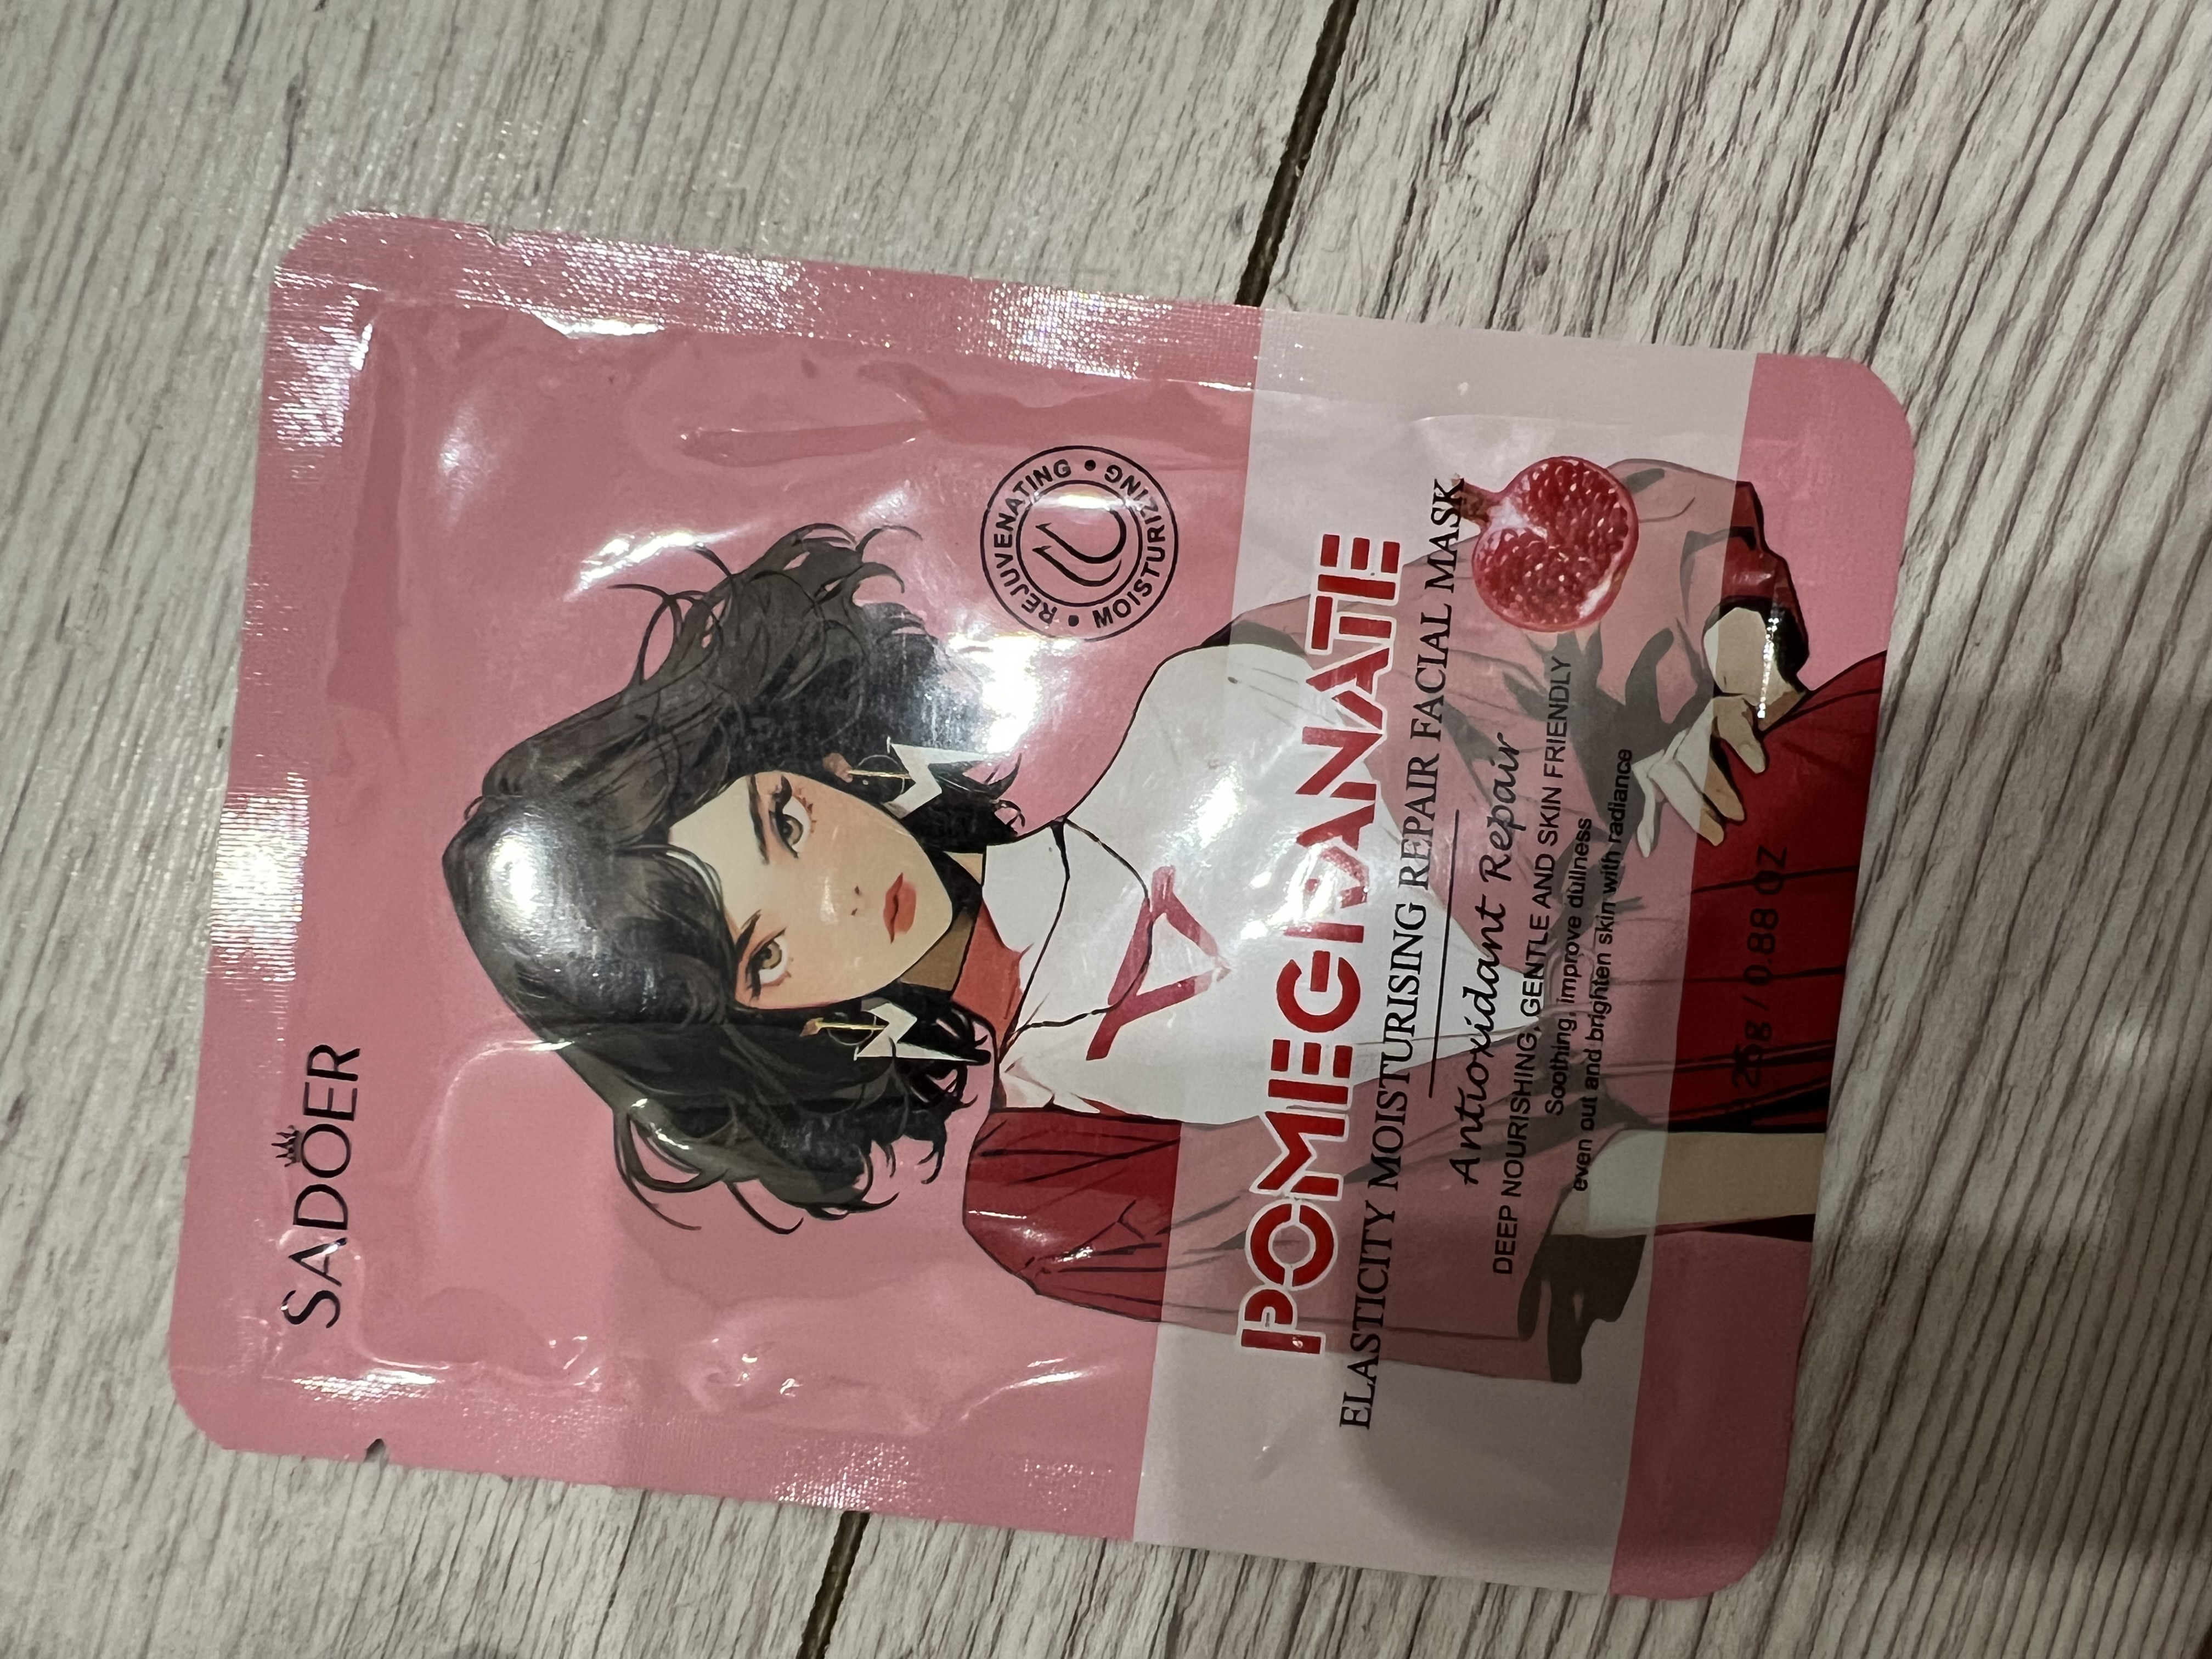 SADOER
REJUVENATING • MOISTURIZING •
POMEGRANATE
ELASTICITY MOISTURISING REPAIR FACIAL MASK
Antioxidant Repair
DEEP NOURISHING, GENTLE AND SKIN FRIENDLY
Soothing, improve dullness
even out and brighten skin with radiance
25g / 0.88 OZ